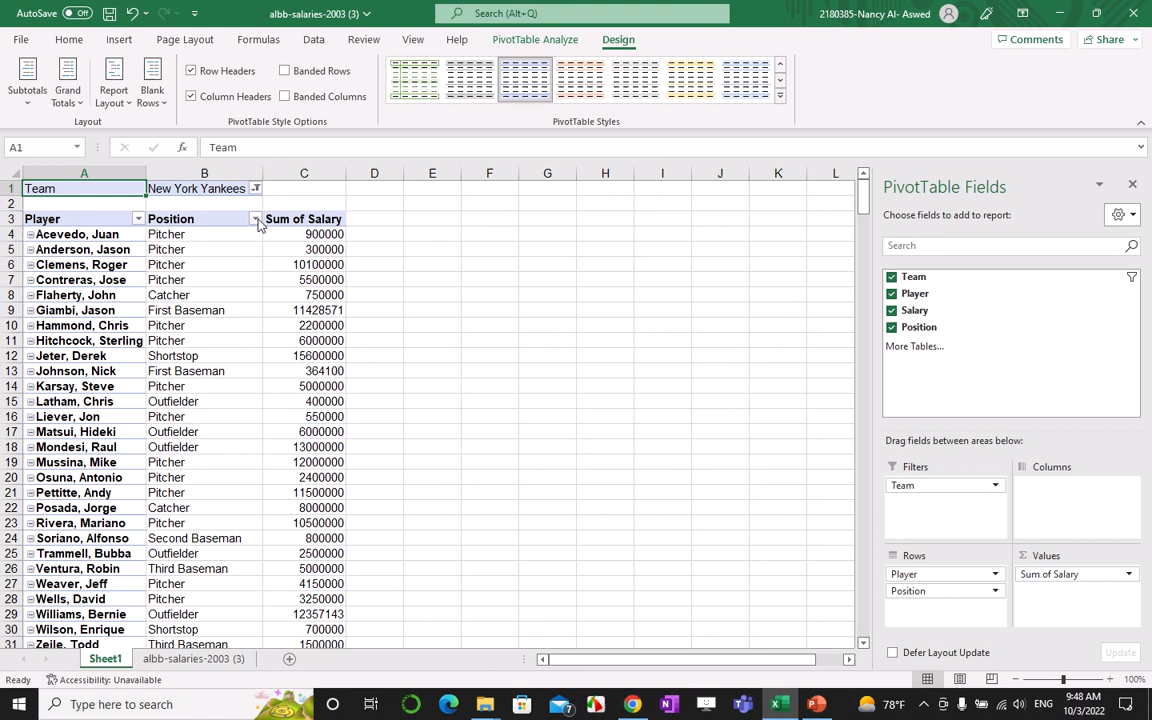 AutoSave Off albb-salaries-2003 (3) Search (Alt+Q) 2180385-Nancy Al- Aswed
File Home Insert Page Layout Formulas Data Review View Help PivotTable Analyze Design Comments Share
Subtotals Grand Totals Report Layout Blank Rows
Row Headers Banded Rows
Column Headers Banded Columns
Layout PivotTable Style Options PivotTable Styles
A1 fx Team
A B C D E F G H I J K L
1 Team New York Yankees
2
3 Player Position Sum of Salary
4 Acevedo, Juan Pitcher 900000
5 Anderson, Jason Pitcher 300000
6 Clemens, Roger Pitcher 10100000
7 Contreras, Jose Pitcher 5500000
8 Flaherty, John Catcher 750000
9 Giambi, Jason First Baseman 11428571
10 Hammond, Chris Pitcher 2200000
11 Hitchcock, Sterling Pitcher 6000000
12 Jeter, Derek Shortstop 15600000
13 Johnson, Nick First Baseman 364100
14 Karsay, Steve Pitcher 5000000
15 Latham, Chris Outfielder 400000
16 Liever, Jon Pitcher 550000
17 Matsui, Hideki Outfielder 6000000
18 Mondesi, Raul Outfielder 13000000
19 Mussina, Mike Pitcher 12000000
20 Osuna, Antonio Pitcher 2400000
21 Pettitte, Andy Pitcher 11500000
22 Posada, Jorge Catcher 8000000
23 Rivera, Mariano Pitcher 10500000
24 Soriano, Alfonso Second Baseman 800000
25 Trammell, Bubba Outfielder 2500000
26 Ventura, Robin Third Baseman 5000000
27 Weaver, Jeff Pitcher 4150000
28 Wells, David Pitcher 3250000
29 Williams, Bernie Outfielder 12357143
30 Wilson, Enrique Shortstop 700000
31 Zeile, Todd Third Baseman 1500000
PivotTable Fields
Choose fields to add to report:
Search
Team
Player
Salary
Position
More Tables...
Drag fields between areas below:
Filters Columns
Team
Rows Values
Player Sum of Salary
Position
Defer Layout Update Update
Sheet1 albb-salaries-2003 (3)
Ready Accessibility: Unavailable 100%
Type here to search 7 78°F ENG 9:48 AM
10/3/2022